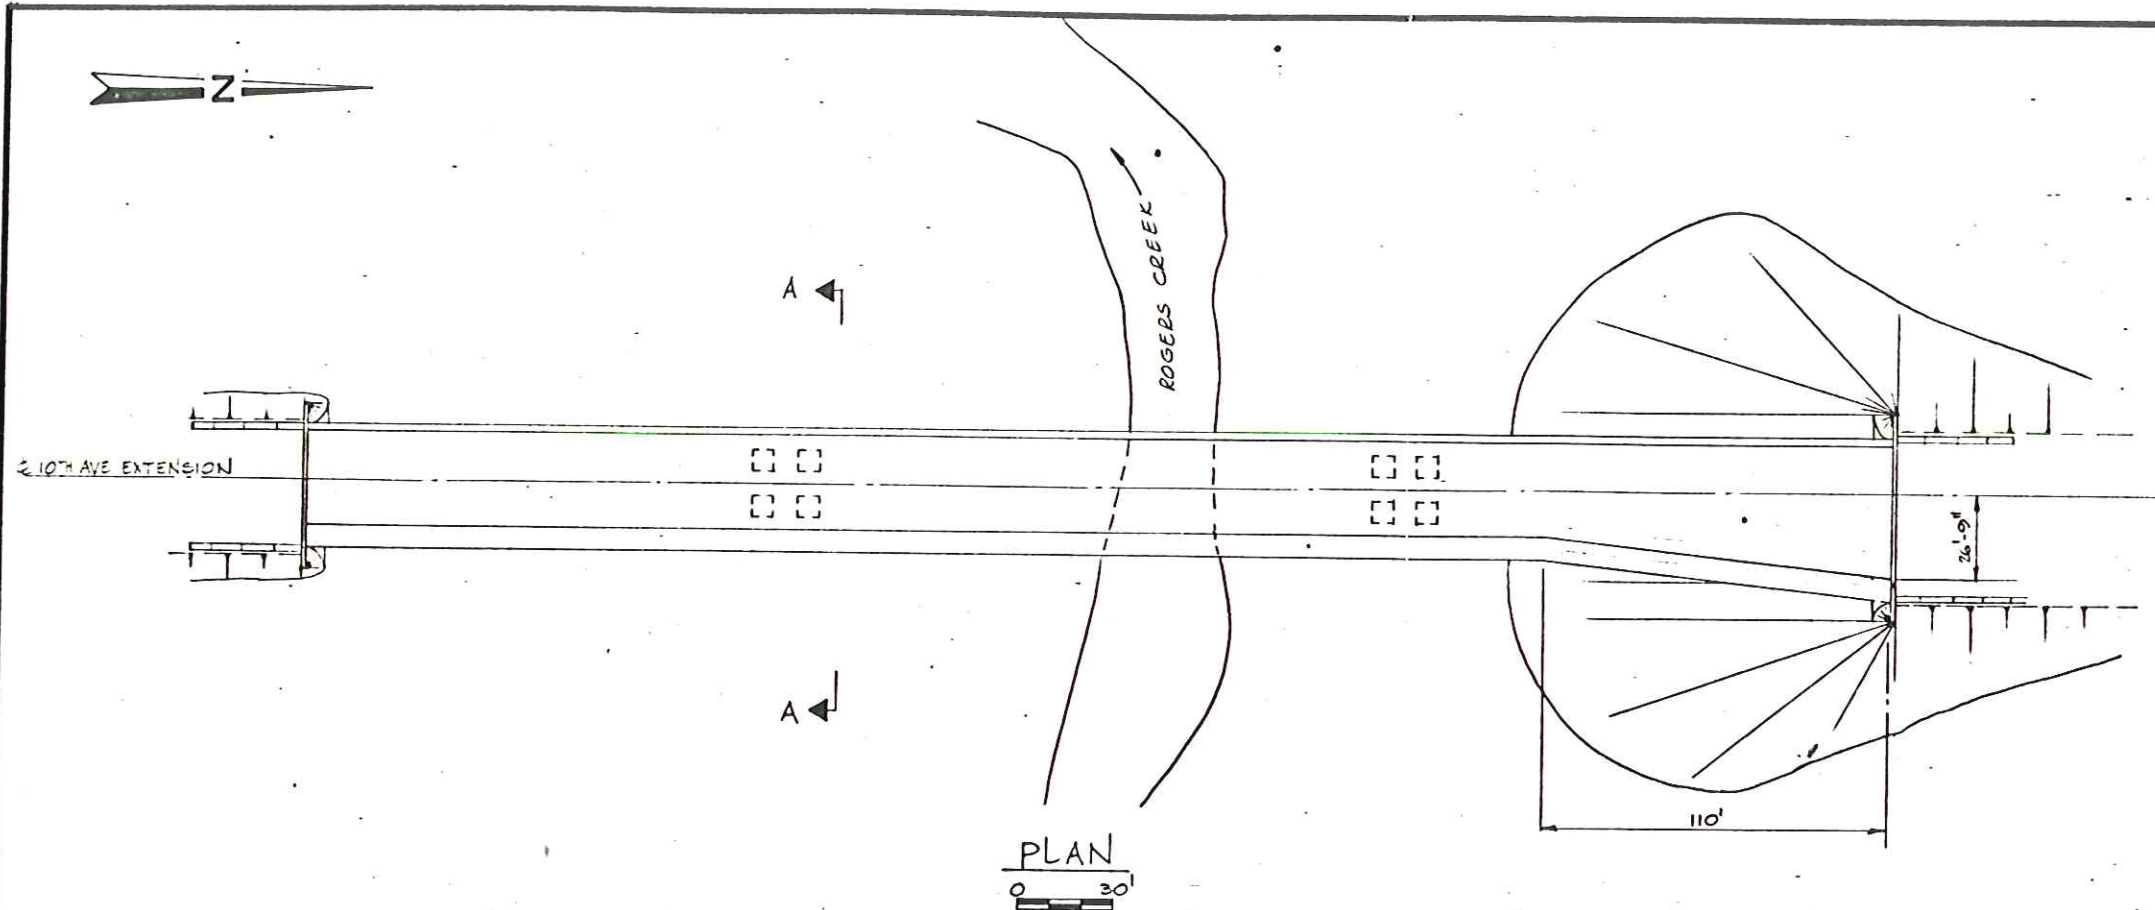 Z
A
ROGERS CREEK
℄ 10TH AVE EXTENSION
26'-9"
A
110'
PLAN
0 30'